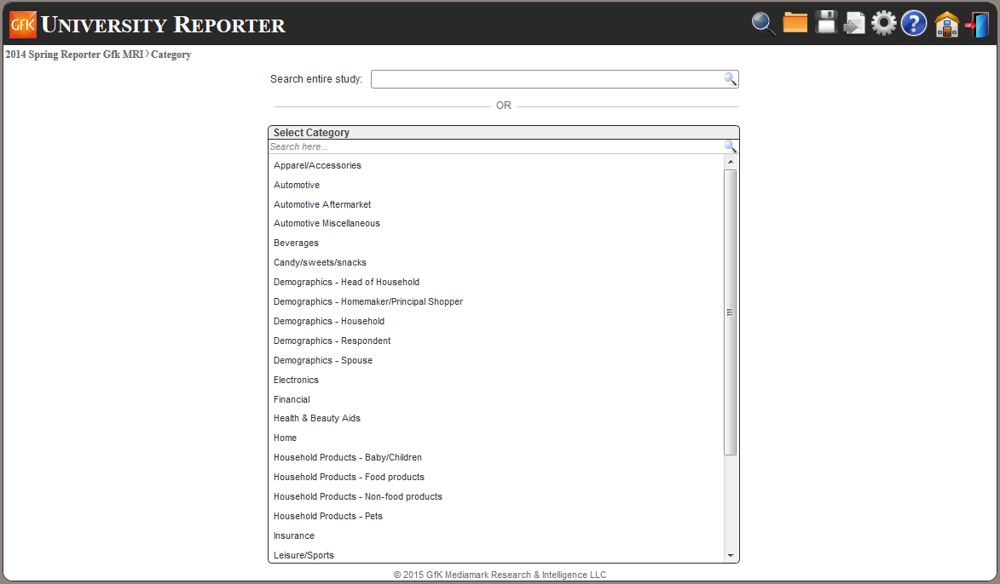 GfK UNIVERSITY REPORTER
2014 Spring Reporter Gfk MRI > Category
Search entire study:
OR
Select Category
Search here...
Apparel/Accessories
Automotive
Automotive Aftermarket
Automotive Miscellaneous
Beverages
Candy/sweets/snacks
Demographics - Head of Household
Demographics - Homemaker/Principal Shopper
Demographics - Household
Demographics - Respondent
Demographics - Spouse
Electronics
Financial
Health & Beauty Aids
Home
Household Products - Baby/Children
Household Products - Food products
Household Products - Non-food products
Household Products - Pets
Insurance
Leisure/Sports
© 2015 GfK Mediamark Research & Intelligence LLC